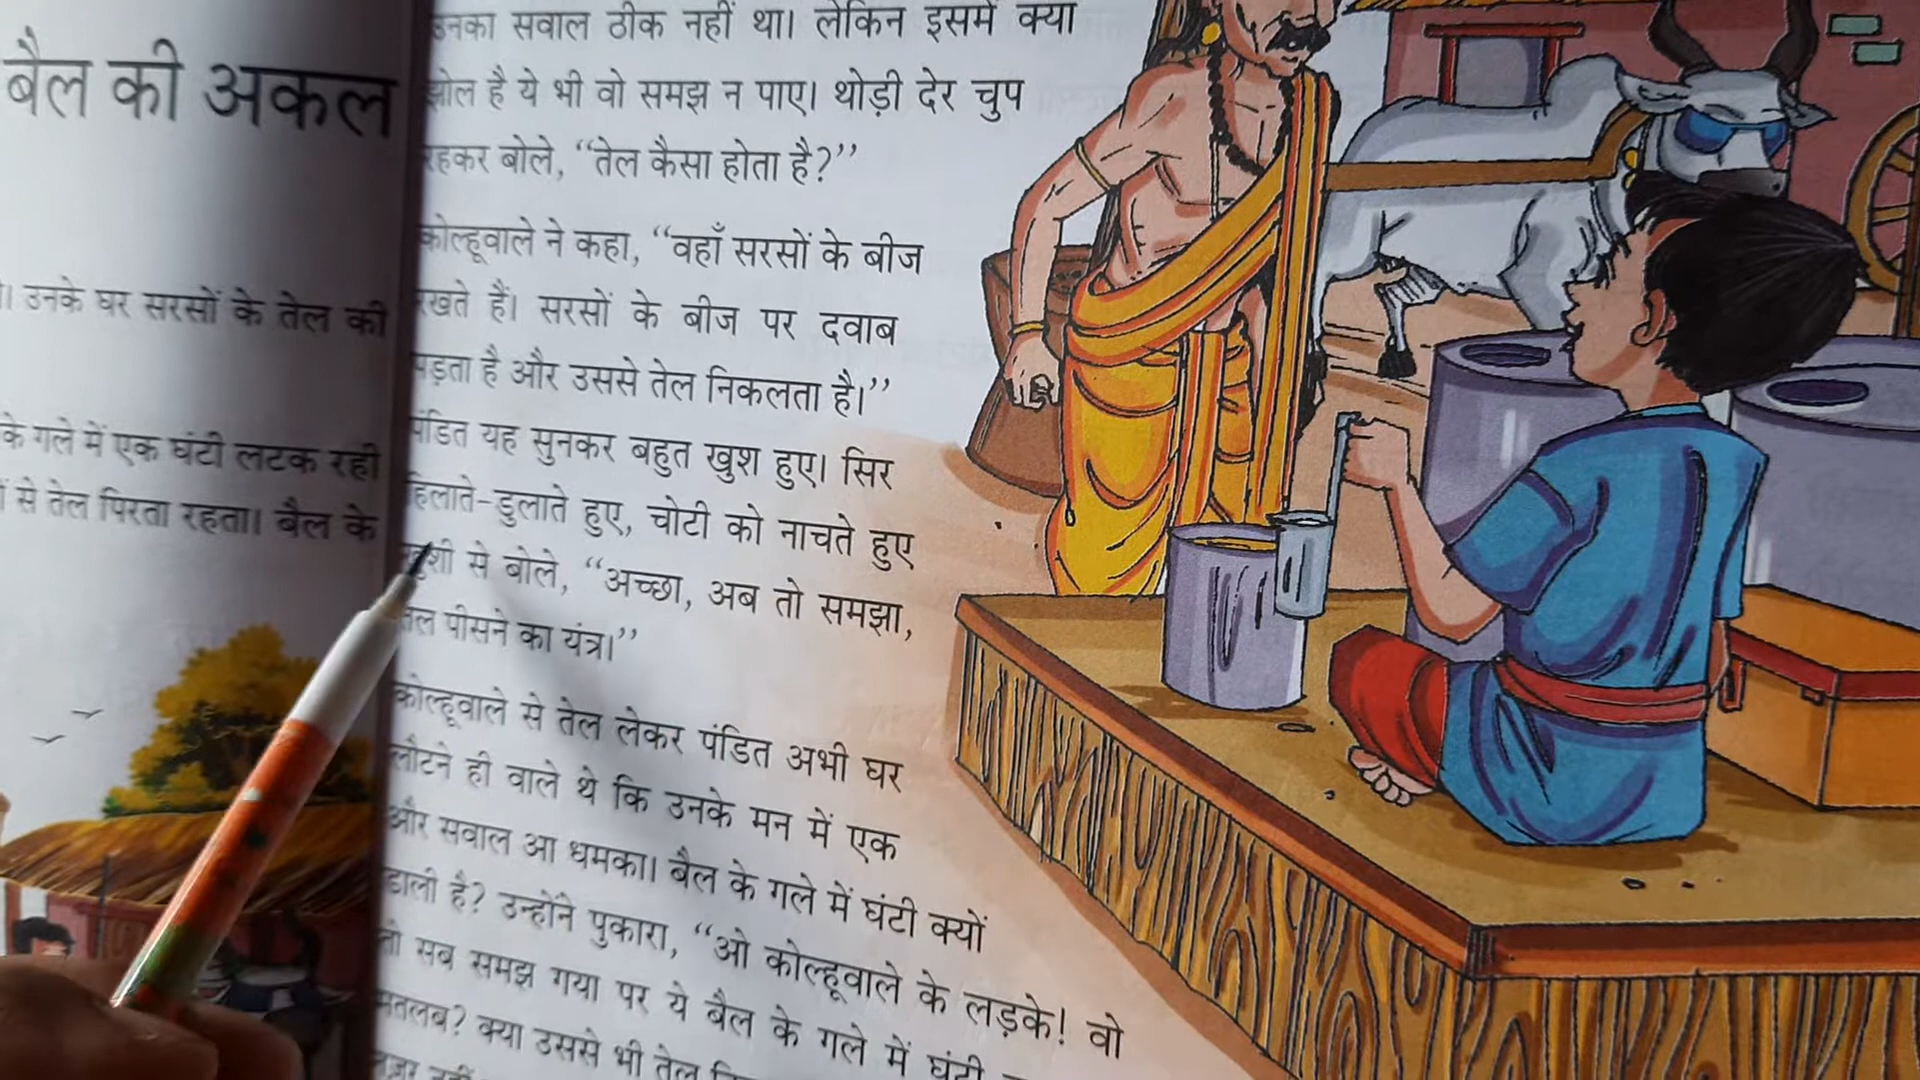 बैल की अकल
उनके घर सरसों के तेल की
के गले में एक घंटी लटक रही
से तेल पिरता रहता। बैल के
उनका सवाल ठीक नहीं था। लेकिन इसमें क्या
झोल है ये भी वो समझ न पाए। थोड़ी देर चुप
रहकर बोले, “तेल कैसा होता है?”
कोल्हूवाले ने कहा, “वहाँ सरसों के बीज
रखते हैं। सरसों के बीज पर दवाब
पड़ता है और उससे तेल निकलता है।”
पंडित यह सुनकर बहुत खुश हुए। सिर
हिलाते-डुलाते हुए, चोटी को नाचते हुए
खुशी से बोले, “अच्छा, अब तो समझा,
तेल पीसने का यंत्र।”
कोल्हूवाले से तेल लेकर पंडित अभी घर
लौटने ही वाले थे कि उनके मन में एक
और सवाल आ धमका। बैल के गले में घंटी क्यों
डाली है? उन्होंने पुकारा, “ओ कोल्हूवाले के लड़के! वो
तो सब समझ गया पर ये बैल के गले में घंटी
मतलब? क्या उससे भी तेल